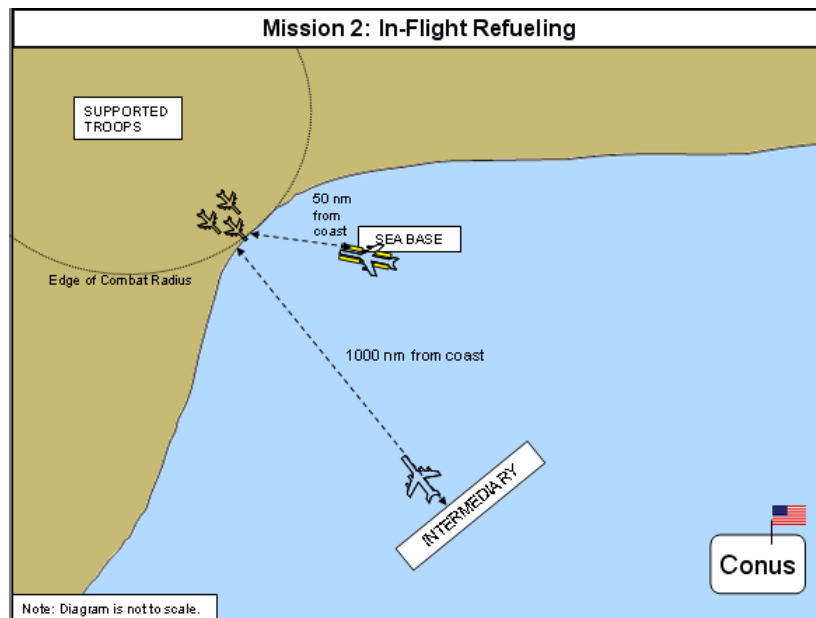 Mission 2: In-Flight Refueling
SUPPORTED
TROOPS
50 nm
from
coast
SEA BASE
Edge of Combat Radius
1000 nm from coast
INTERMEDIARY
Conus
Note: Diagram is not to scale.